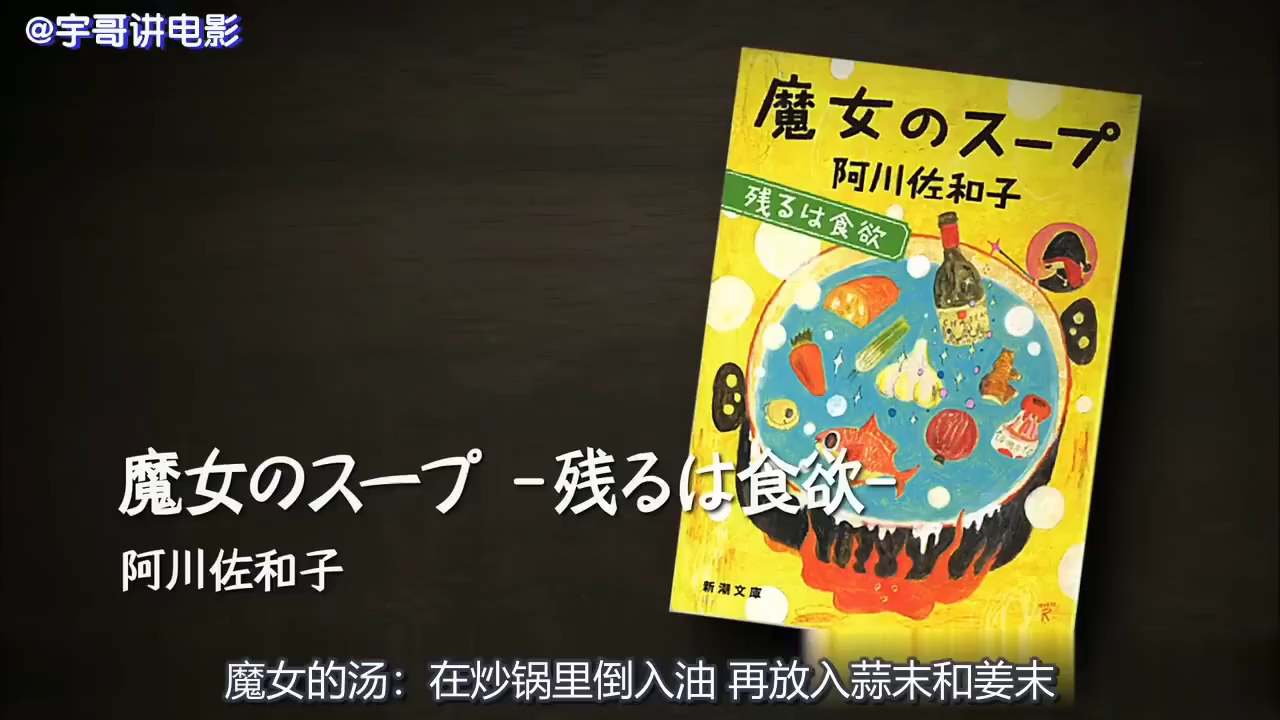 @宇哥讲电影
魔女のスープ
阿川佐和子
残るは食欲
魔女のスープ -残るは食欲-
阿川佐和子
新潮文庫
魔女的汤：在炒锅里倒入油 再放入蒜末和姜末